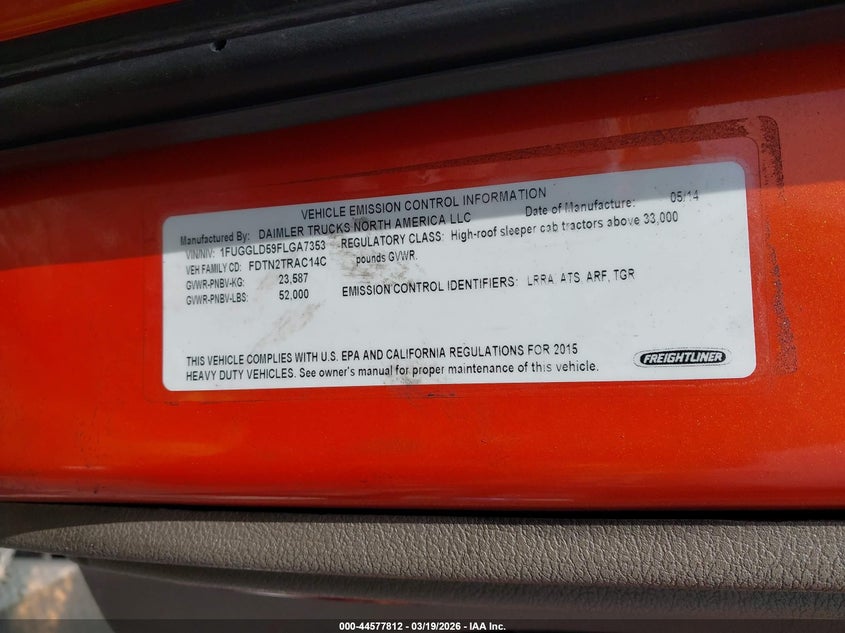 VEHICLE EMISSION CONTROL INFORMATION
Manufactured By: DAIMLER TRUCKS NORTH AMERICA LLC Date of Manufacture: 05/14
VIN/NIV: 1FUGGLD59FLGA7353 REGULATORY CLASS: High-roof sleeper cab tractors above 33,000
VEH FAMILY CD: FDTN2TRAC14C pounds GVWR.
GVWR-PNBV-KG: 23,587
GVWR-PNBV-LBS: 52,000 EMISSION CONTROL IDENTIFIERS: LRRA, ATS, ARF, TGR
THIS VEHICLE COMPLIES WITH U.S. EPA AND CALIFORNIA REGULATIONS FOR 2015
HEAVY DUTY VEHICLES. See owner's manual for proper maintenance of this vehicle.
FREIGHTLINER
000-44577812 - 03/19/2026 - IAA Inc.